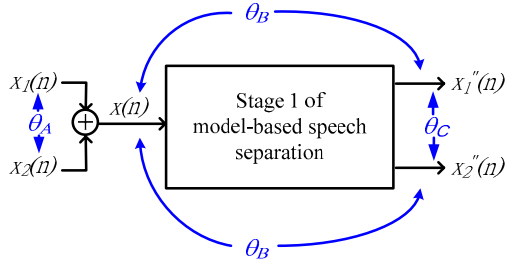 θB
x1(n)
x(n)
x1''(n)
θA
+
Stage 1 of
model-based speech
separation
θC
x2(n)
x2''(n)
θB